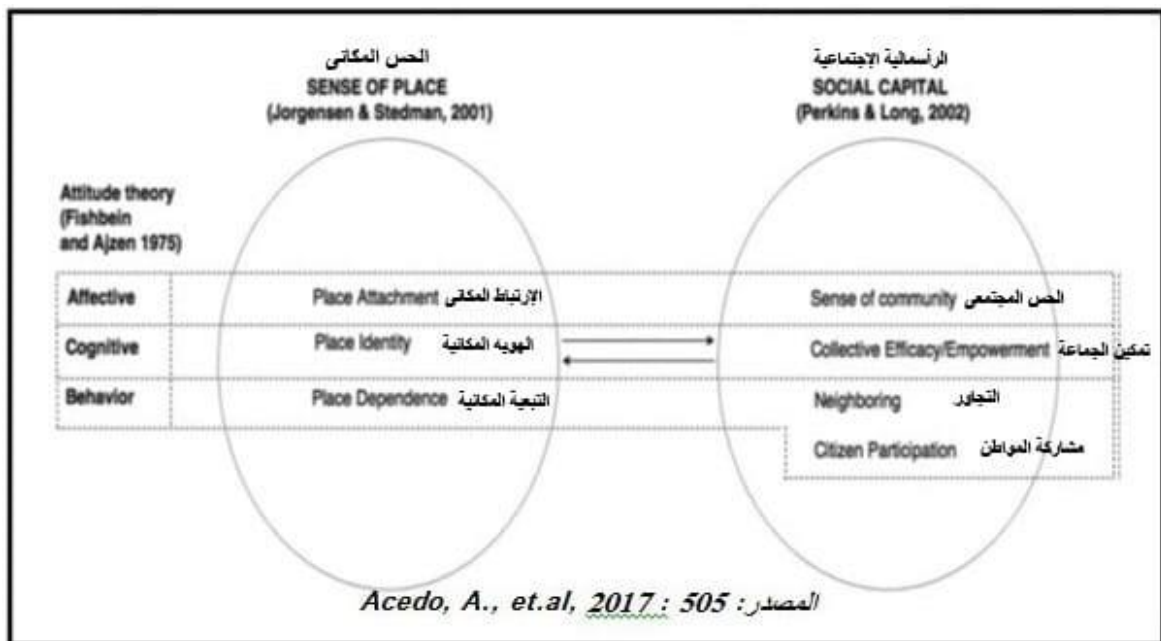 الحس المكانى
SENSE OF PLACE
(Jorgensen & Stedman, 2001)
الرأسمالية الإجتماعية
SOCIAL CAPITAL
(Perkins & Long, 2002)
Attitude theory
(Fishbein
and Ajzen 1975)
Affective
Place Attachment الإرتباط المكانى
Sense of community الحس المجتمعى
Cognitive
Place Identity الهويه المكانية
Collective Efficacy/Empowerment تمكين الجماعة
Behavior
Place Dependence التبعية المكانية
Neighboring التجاور
Citizen Participation مشاركة المواطن
المصدر: Acedo, A., et.al, 2017 : 505